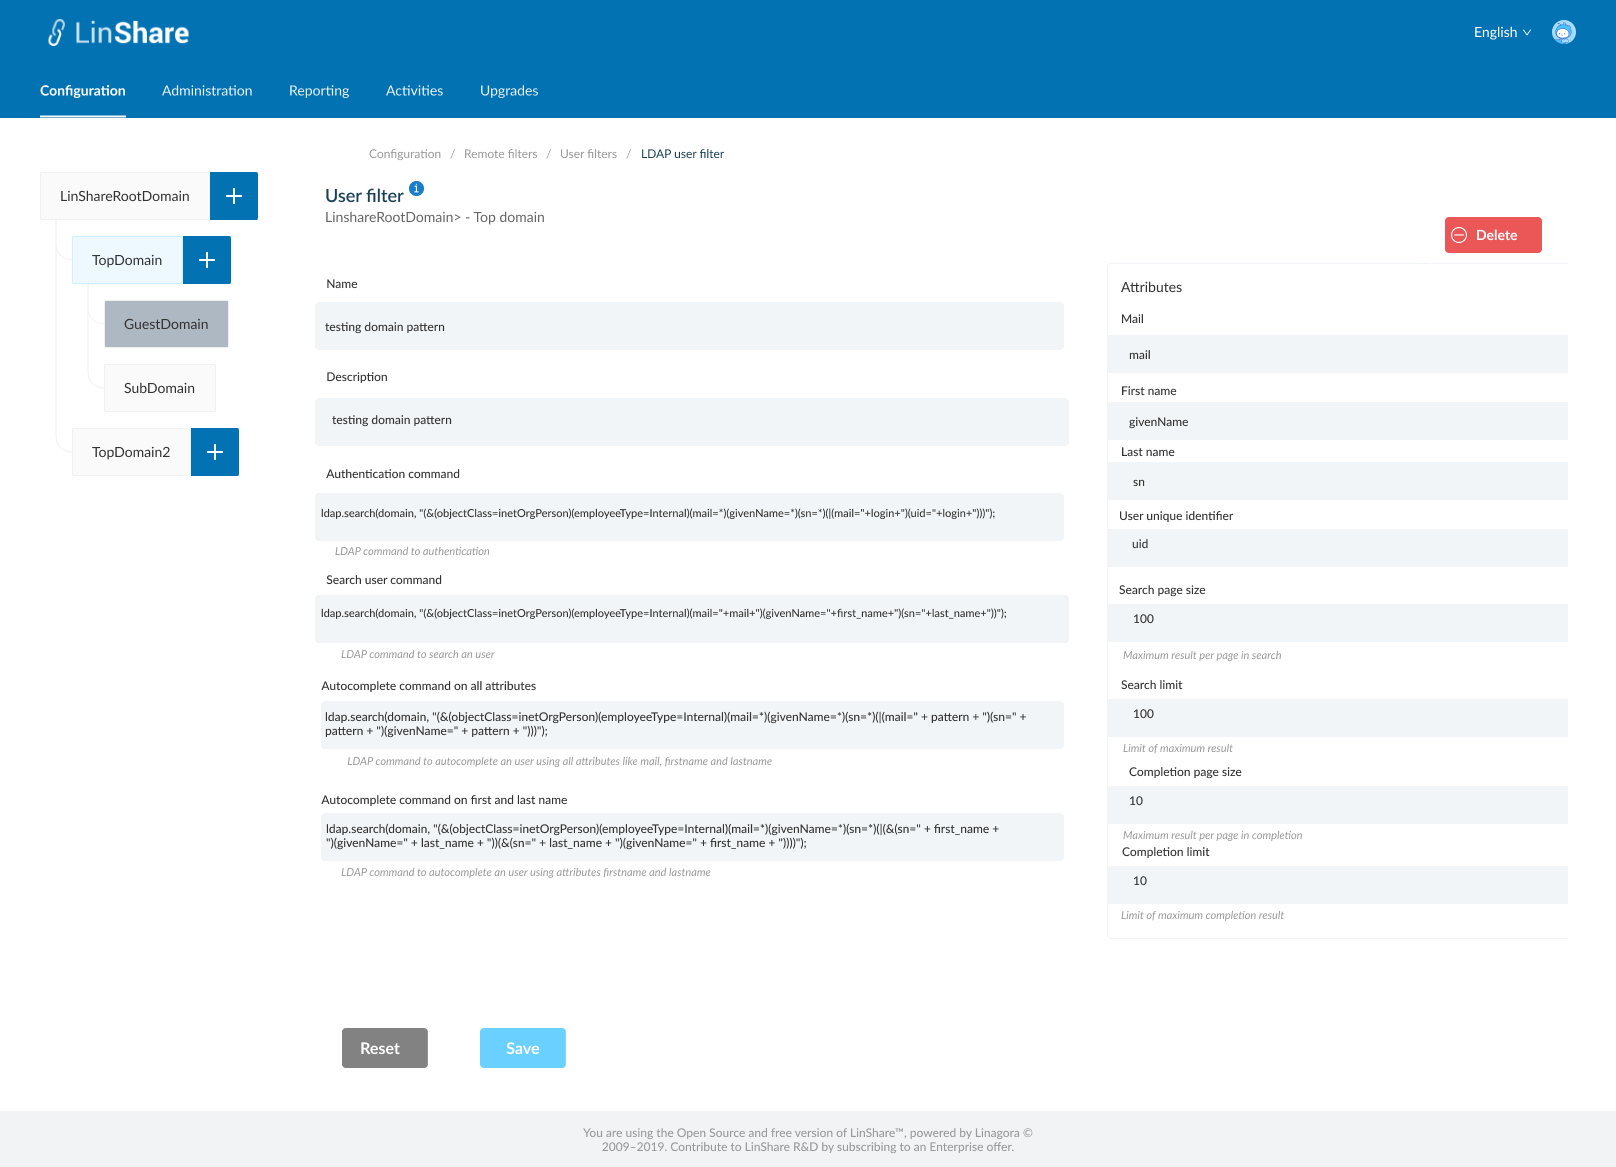 LinShare
English
Configuration
Administration
Reporting
Activities
Upgrades
Configuration / Remote filters / User filters / LDAP user filter
LinShareRootDomain
TopDomain
GuestDomain
SubDomain
TopDomain2
User filter i
LinshareRootDomain> - Top domain
Delete
Name
testing domain pattern
Description
testing domain pattern
Authentication command
ldap.search(domain, "(&(objectClass=inetOrgPerson)(employeeType=Internal)(mail=*)(givenName=*)(sn=*)(|(mail="+login+")(uid="+login+")))");
LDAP command to authentication
Search user command
ldap.search(domain, "(&(objectClass=inetOrgPerson)(employeeType=Internal)(mail="+mail+")(givenName="+first_name+")(sn="+last_name+"))");
LDAP command to search an user
Autocomplete command on all attributes
ldap.search(domain, "(&(objectClass=inetOrgPerson)(employeeType=Internal)(mail=*)(givenName=*)(sn=*)(|(mail=" + pattern + ")(sn=" +
pattern + ")(givenName=" + pattern + ")))");
LDAP command to autocomplete an user using all attributes like mail, firstname and lastname
Autocomplete command on first and last name
ldap.search(domain, "(&(objectClass=inetOrgPerson)(employeeType=Internal)(mail=*)(givenName=*)(sn=*)(|(&(sn=" + first_name +
")(givenName=" + last_name + "))(&(sn=" + last_name + ")(givenName=" + first_name + "))))");
LDAP command to autocomplete an user using attributes firstname and lastname
Attributes
Mail
mail
First name
givenName
Last name
sn
User unique identifier
uid
Search page size
100
Maximum result per page in search
Search limit
100
Limit of maximum result
Completion page size
10
Maximum result per page in completion
Completion limit
10
Limit of maximum completion result
Reset
Save
You are using the Open Source and free version of LinShare™, powered by Linagora ©
2009–2019. Contribute to LinShare R&D by subscribing to an Enterprise offer.